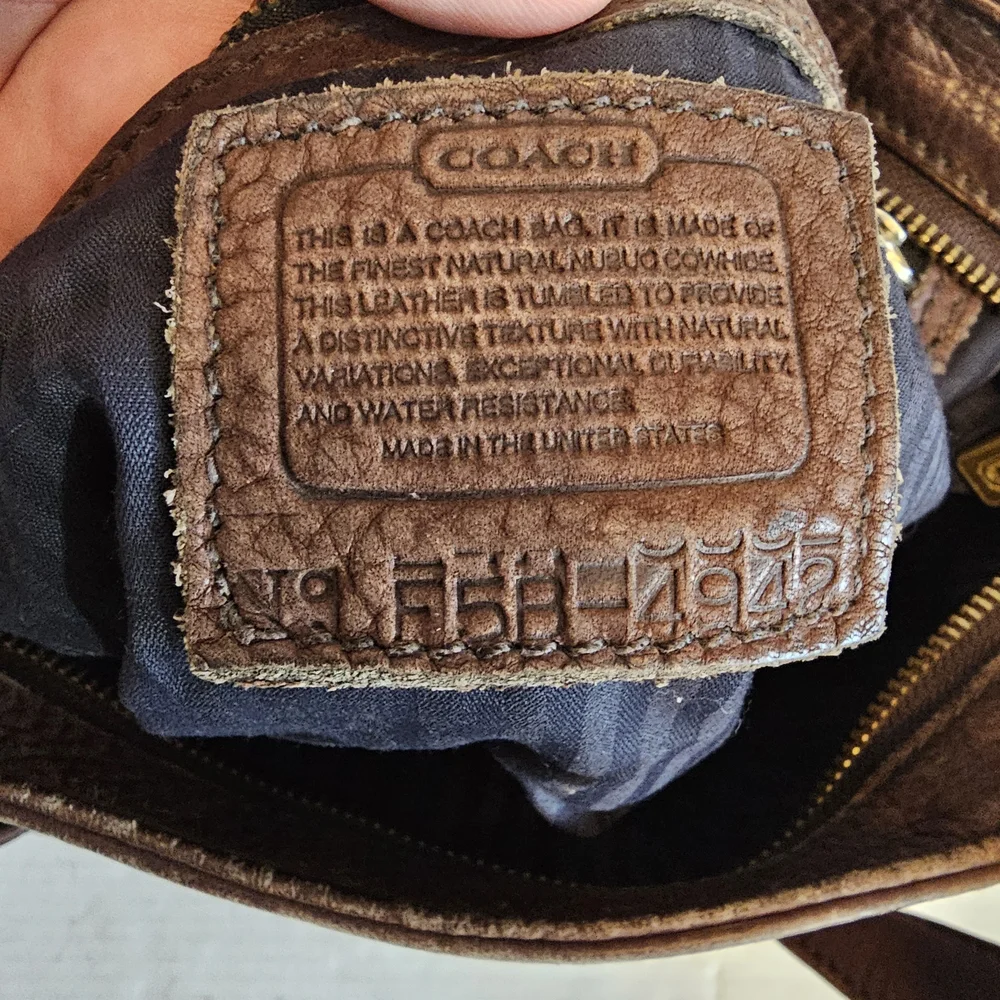 COACH
THIS IS A COACH BAG. IT IS MADE OF
THE FINEST NATURAL NUBUC COWHIDE.
THIS LEATHER IS TUMBLED TO PROVIDE
A DISTINCTIVE TEXTURE WITH NATURAL
VARIATIONS, EXCEPTIONAL DURABILITY,
AND WATER RESISTANCE.
MADE IN THE UNITED STATES